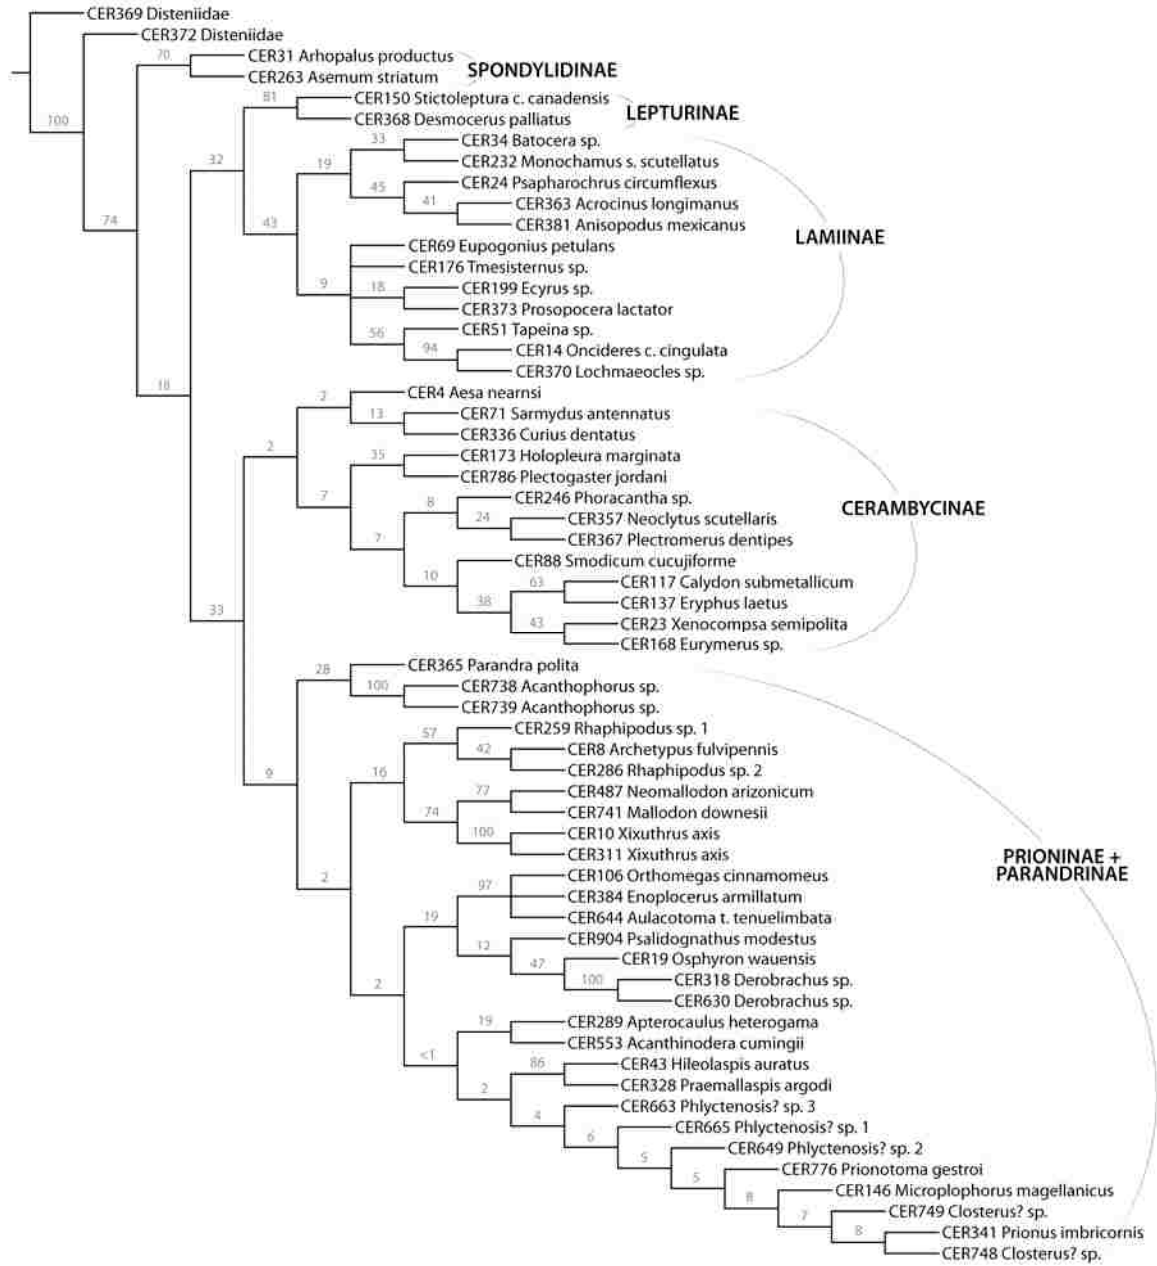 CER369 Disteniidae
CER372 Disteniidae
70
CER31 Arhopalus productus
CER263 Asemum striatum
SPONDYLIDINAE
81
CER150 Stictoleptura c. canadensis
CER368 Desmocerus palliatus
LEPTURINAE
100
33
CER34 Batocera sp.
CER232 Monochamus s. scutellatus
32
19
CER24 Psapharochrus circumflexus
45
41
CER363 Acrocinus longimanus
CER381 Anisopodus mexicanus
74
43
LAMIINAE
CER69 Eupogonius petulans
CER176 Tmesisternus sp.
9
18
CER199 Ecyrus sp.
CER373 Prosopocera lactator
56
CER51 Tapeina sp.
94
CER14 Oncideres c. cingulata
CER370 Lochmaeocles sp.
18
2
CER4 Aesa nearnsi
13
CER71 Sarmydus antennatus
CER336 Curius dentatus
2
35
CER173 Holopleura marginata
CER786 Plectogaster jordani
7
8
CER246 Phoracantha sp.
24
CER357 Neoclytus scutellaris
CER367 Plectromerus dentipes
CERAMBYCINAE
7
10
CER88 Smodicum cucujiforme
63
CER117 Calydon submetallicum
CER137 Eryphus laetus
38
43
CER23 Xenocompsa semipolita
CER168 Eurymerus sp.
33
28
CER365 Parandra polita
100
CER738 Acanthophorus sp.
CER739 Acanthophorus sp.
57
CER259 Rhaphipodus sp. 1
42
CER8 Archetypus fulvipennis
CER286 Rhaphipodus sp. 2
9
16
77
CER487 Neomallodon arizonicum
CER741 Mallodon downesii
74
100
CER10 Xixuthrus axis
CER311 Xixuthrus axis
PRIONINAE +
PARANDRINAE
2
97
CER106 Orthomegas cinnamomeus
CER384 Enoplocerus armillatum
CER644 Aulacotoma t. tenuelimbata
19
12
CER904 Psalidognathus modestus
47
CER19 Osphyron wauensis
100
CER318 Derobrachus sp.
CER630 Derobrachus sp.
2
19
CER289 Apterocaulus heterogama
CER553 Acanthinodera cumingii
<1
86
CER43 Hileolaspis auratus
CER328 Praemallaspis argodi
2
4
CER663 Phlyctenosis? sp. 3
6
CER665 Phlyctenosis? sp. 1
5
CER649 Phlyctenosis? sp. 2
5
CER776 Prionotoma gestroi
8
CER146 Microplophorus magellanicus
7
CER749 Closterus? sp.
8
CER341 Prionus imbricornis
CER748 Closterus? sp.